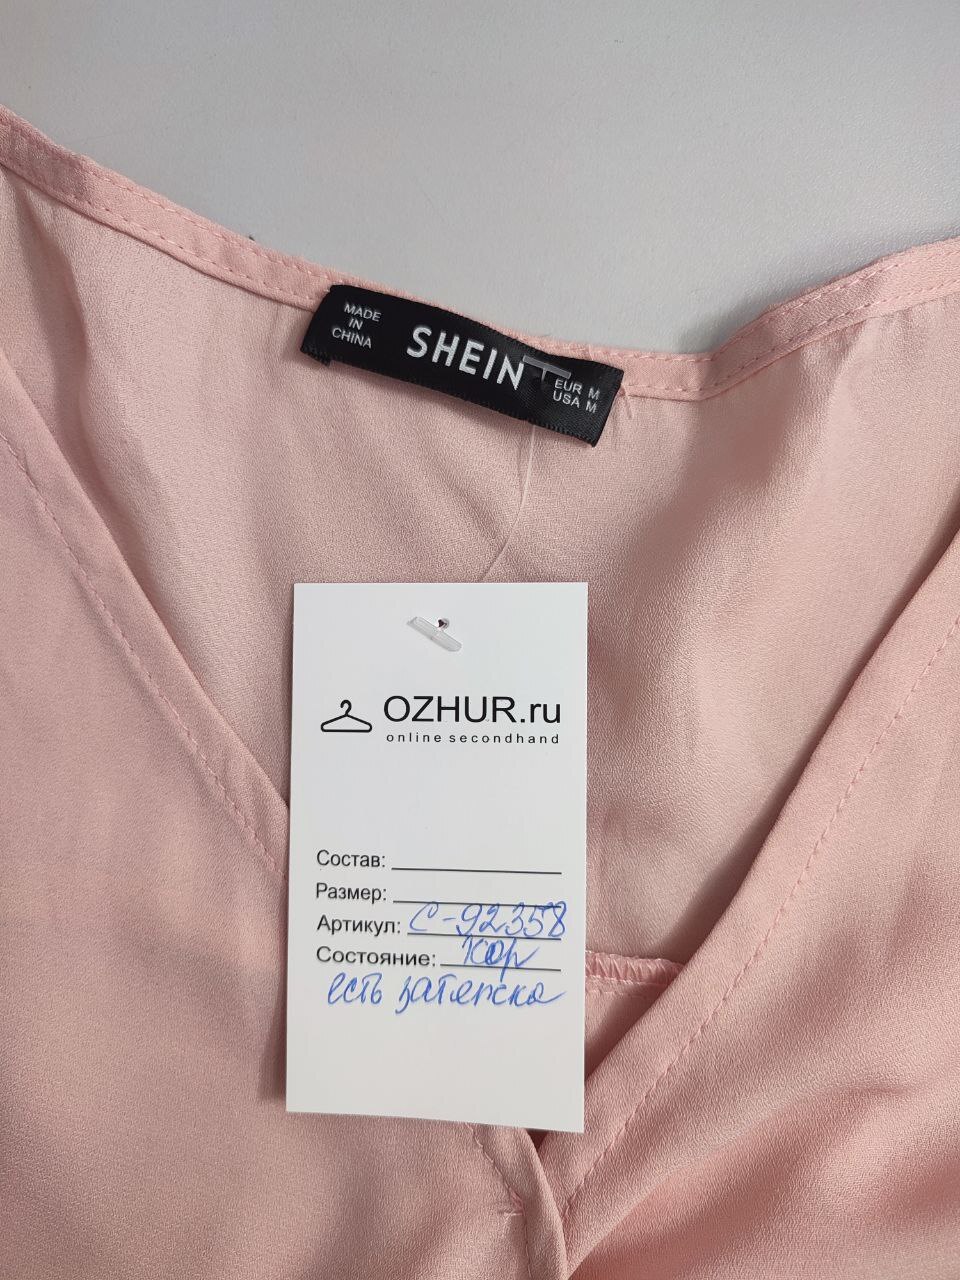 MADE
IN
CHINA
SHEIN
EUR M
USA M
OZHUR.ru
online secondhand
Состав:
Размер:
Артикул: С-92358
Состояние: хор
есть затяжка